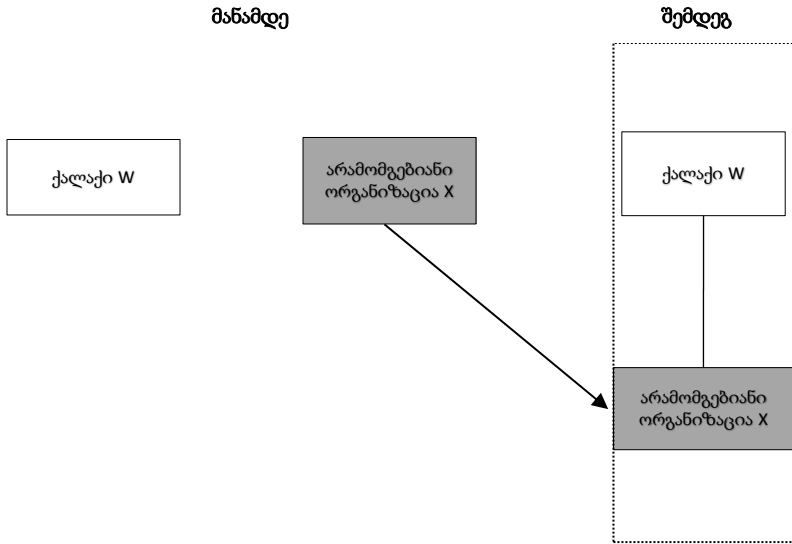 მანამდე
შემდეგ
ქალაქი W
არამომგებიანი
ორგანიზაცია X
ქალაქი W
არამომგებიანი
ორგანიზაცია X